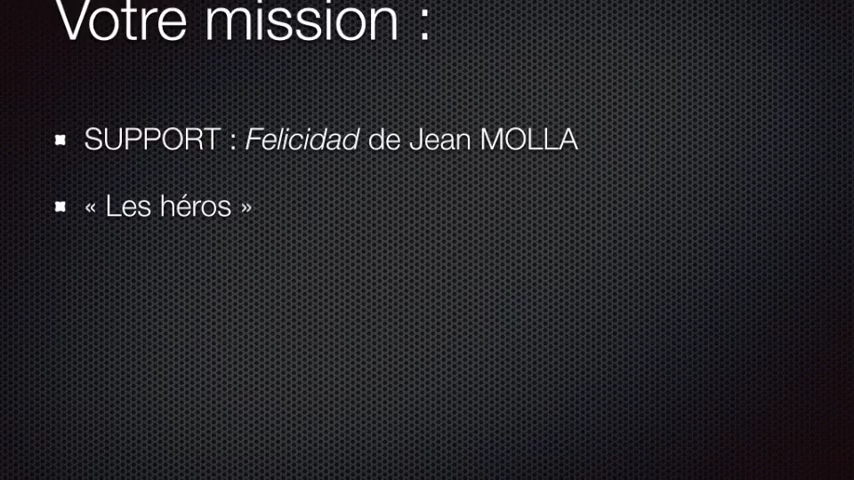 Votre mission :
SUPPORT : Felicidad de Jean MOLLA
« Les héros »